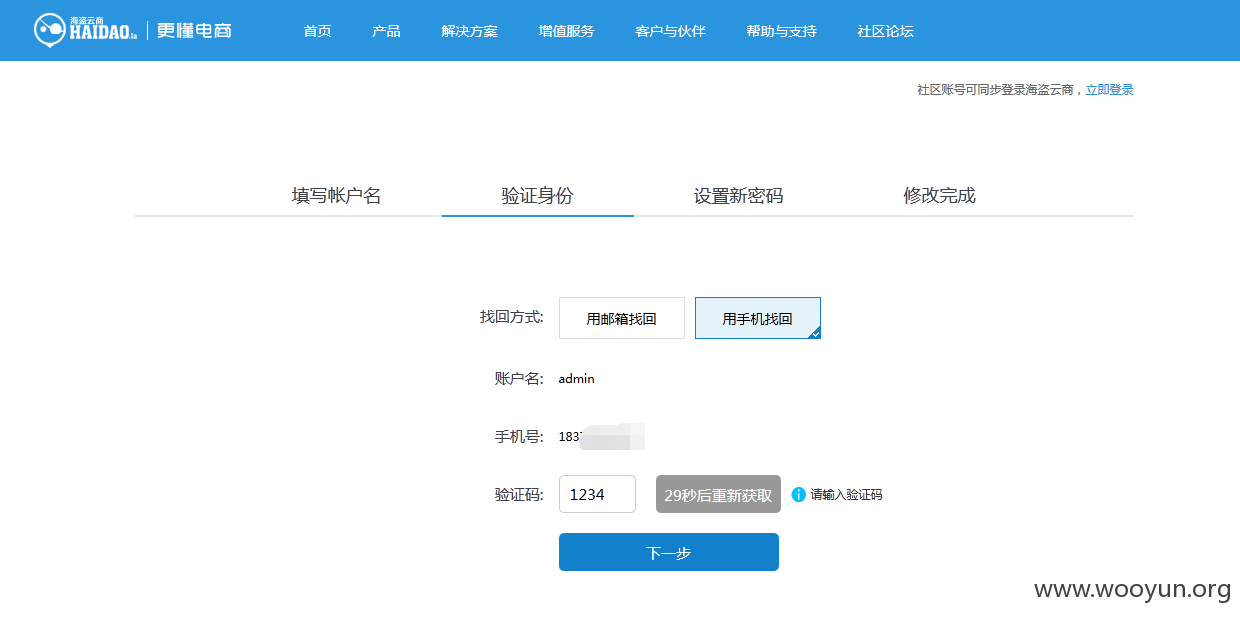 海盗云商
HAIDAO.la
更懂电商
首页 产品 解决方案 增值服务 客户与伙伴 帮助与支持 社区论坛
社区账号可同步登录海盗云商，立即登录
填写帐户名 验证身份 设置新密码 修改完成
找回方式: 用邮箱找回 用手机找回
账户名: admin
手机号: 183
验证码: 1234 29秒后重新获取 请输入验证码
下一步
www.wooyun.org